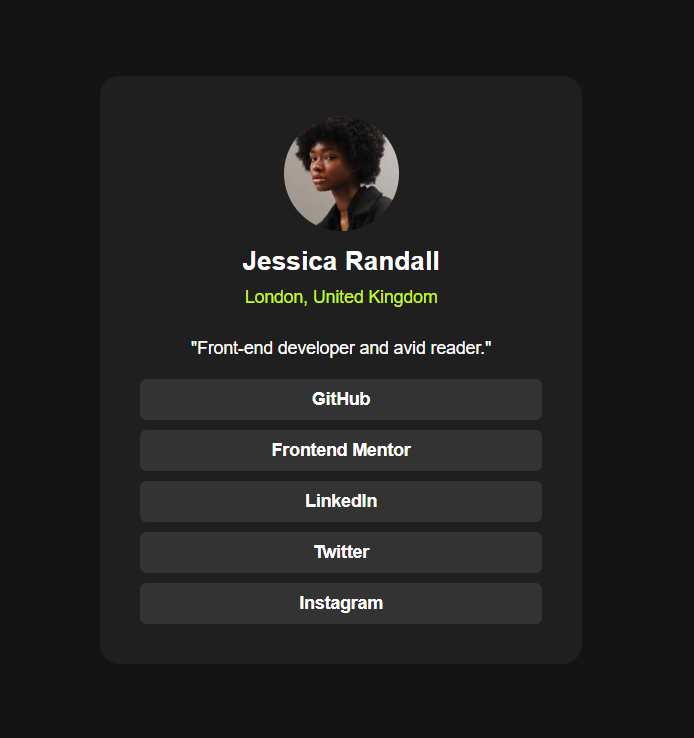 Jessica Randall
London, United Kingdom
"Front-end developer and avid reader."
GitHub
Frontend Mentor
LinkedIn
Twitter
Instagram